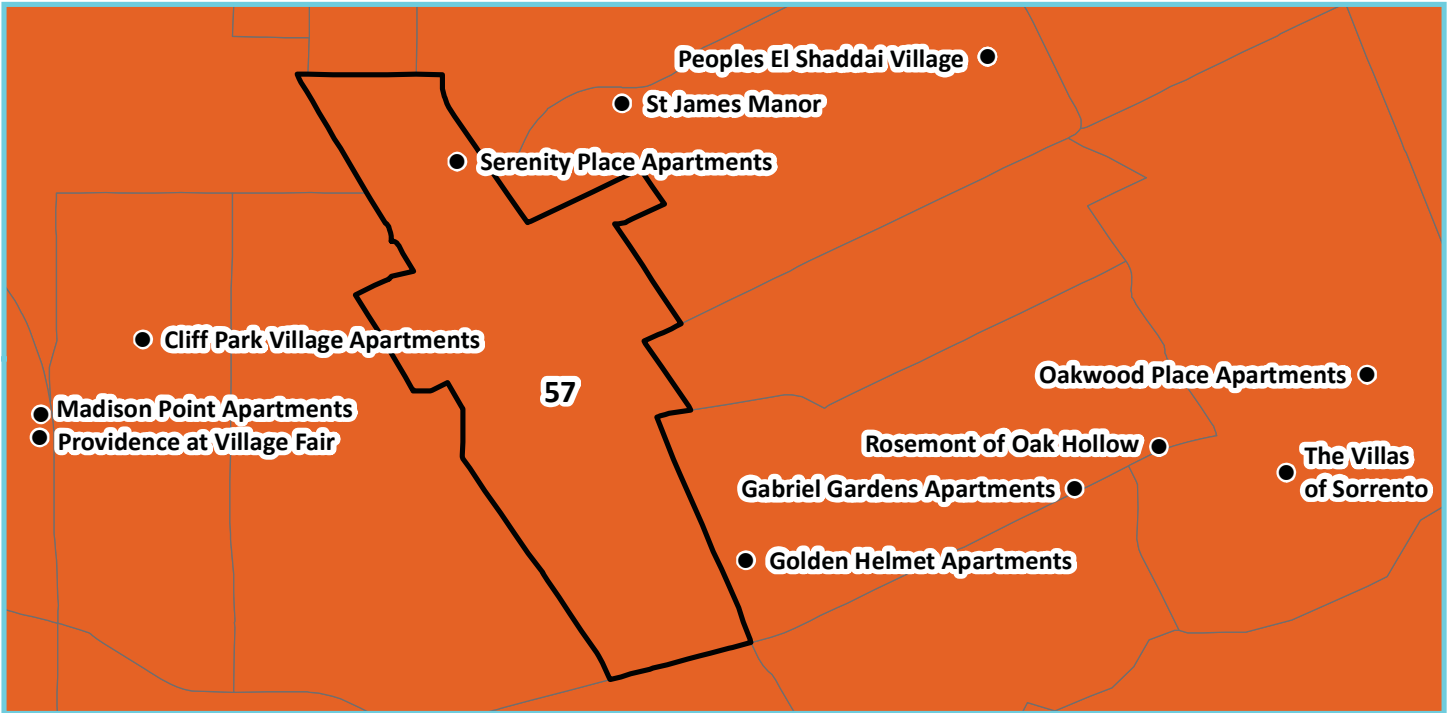 Peoples El Shaddai Village
St James Manor
Serenity Place Apartments
Cliff Park Village Apartments
Oakwood Place Apartments
57
Madison Point Apartments
Providence at Village Fair
Rosemont of Oak Hollow
The Villas
of Sorrento
Gabriel Gardens Apartments
Golden Helmet Apartments